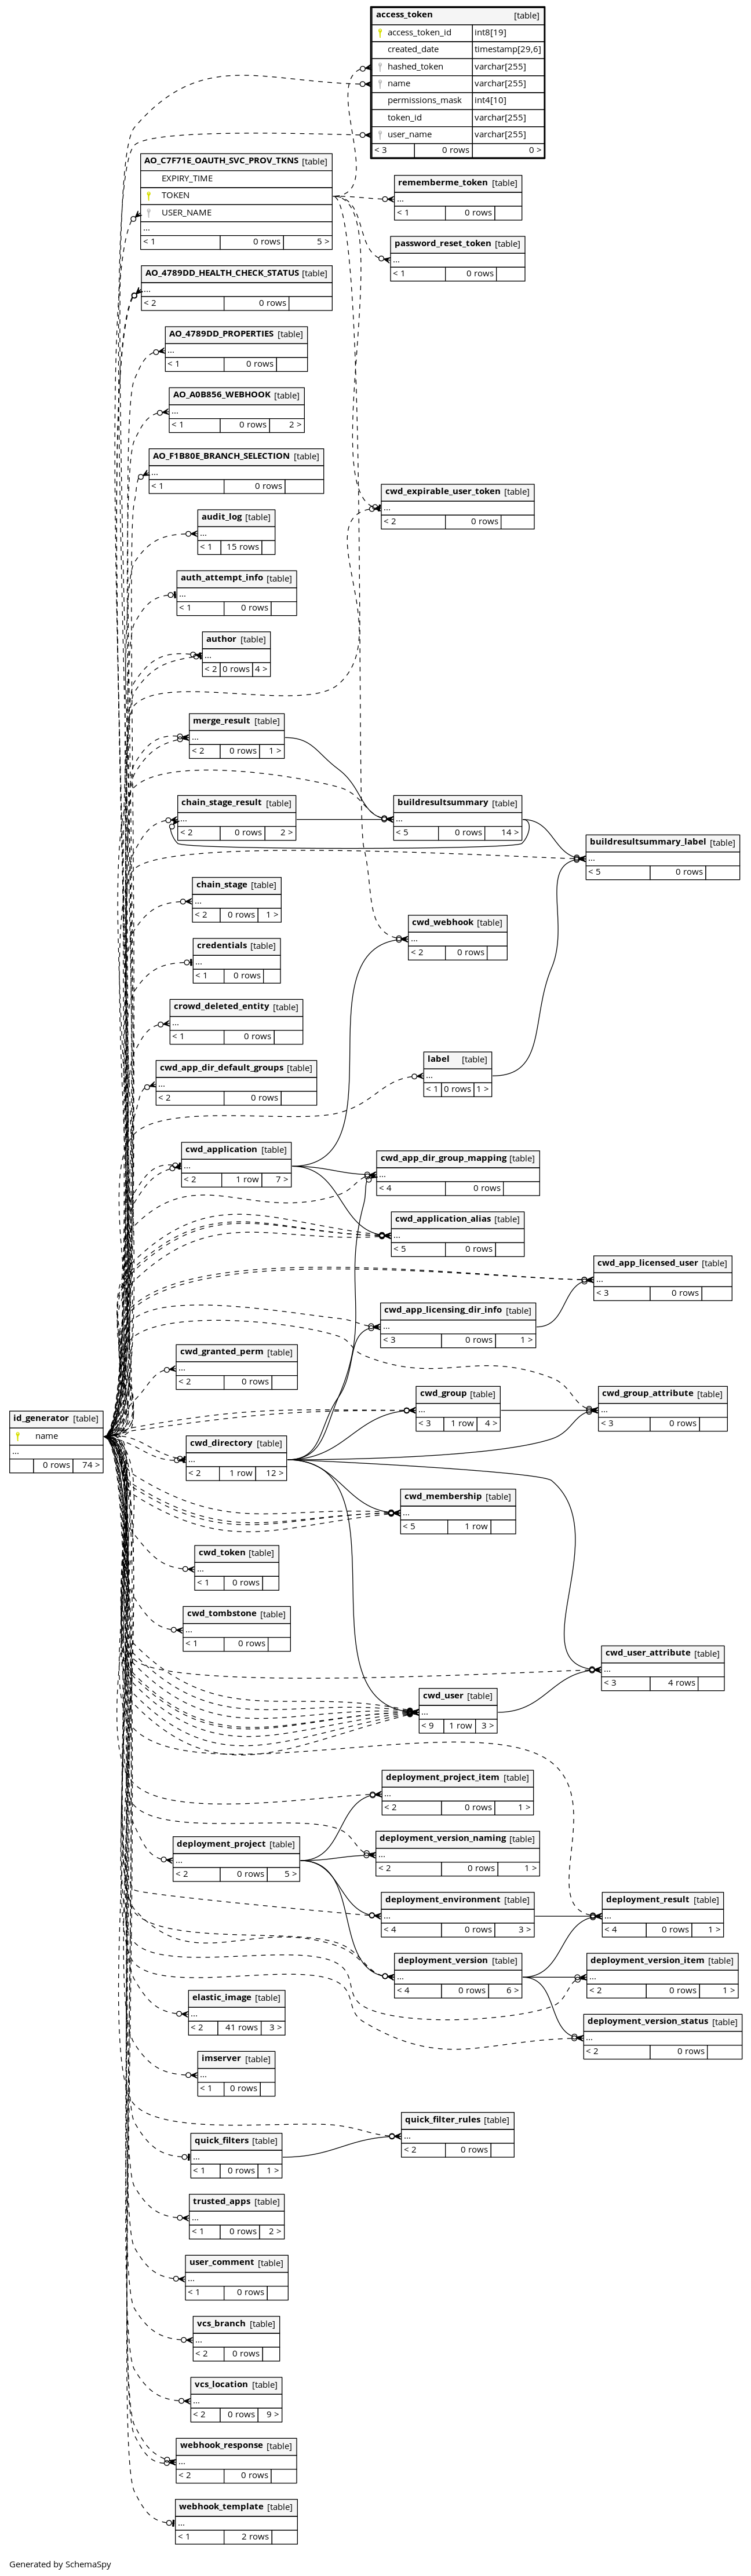 access_token [table]
access_token_id int8[19]
created_date timestamp[29,6]
hashed_token varchar[255]
name varchar[255]
permissions_mask int4[10]
token_id varchar[255]
user_name varchar[255]
< 3 0 rows 0 >
AO_C7F71E_OAUTH_SVC_PROV_TKNS [table]
EXPIRY_TIME
TOKEN
USER_NAME
...
< 1 0 rows 5 >
rememberme_token [table]
...
< 1 0 rows
password_reset_token [table]
...
< 1 0 rows
AO_4789DD_HEALTH_CHECK_STATUS [table]
...
< 2 0 rows
AO_4789DD_PROPERTIES [table]
...
< 1 0 rows
AO_A0B856_WEBHOOK [table]
...
< 1 0 rows 2 >
AO_F1B80E_BRANCH_SELECTION [table]
...
< 1 0 rows
cwd_expirable_user_token [table]
...
< 2 0 rows
audit_log [table]
...
< 1 15 rows
auth_attempt_info [table]
...
< 1 0 rows
author [table]
...
< 2 0 rows 4 >
merge_result [table]
...
< 2 0 rows 1 >
chain_stage_result [table]
...
< 2 0 rows 2 >
buildresultsummary [table]
...
< 5 0 rows 14 >
buildresultsummary_label [table]
...
< 5 0 rows
chain_stage [table]
...
< 2 0 rows 1 >
cwd_webhook [table]
...
< 2 0 rows
credentials [table]
...
< 1 0 rows
crowd_deleted_entity [table]
...
< 1 0 rows
label [table]
...
< 1 0 rows 1 >
cwd_app_dir_default_groups [table]
...
< 2 0 rows
cwd_application [table]
...
< 2 1 row 7 >
cwd_app_dir_group_mapping [table]
...
< 4 0 rows
cwd_application_alias [table]
...
< 5 0 rows
cwd_app_licensed_user [table]
...
< 3 0 rows
cwd_app_licensing_dir_info [table]
...
< 3 0 rows 1 >
cwd_granted_perm [table]
...
< 2 0 rows
cwd_group [table]
...
< 3 1 row 4 >
cwd_group_attribute [table]
...
< 3 0 rows
id_generator [table]
name
...
0 rows 74 >
cwd_directory [table]
...
< 2 1 row 12 >
cwd_membership [table]
...
< 5 1 row
cwd_token [table]
...
< 1 0 rows
cwd_tombstone [table]
...
< 1 0 rows
cwd_user_attribute [table]
...
< 3 4 rows
cwd_user [table]
...
< 9 1 row 3 >
deployment_project_item [table]
...
< 2 0 rows 1 >
deployment_version_naming [table]
...
< 2 0 rows 1 >
deployment_project [table]
...
< 2 0 rows 5 >
deployment_environment [table]
...
< 4 0 rows 3 >
deployment_result [table]
...
< 4 0 rows 1 >
deployment_version [table]
...
< 4 0 rows 6 >
deployment_version_item [table]
...
< 2 0 rows 1 >
elastic_image [table]
...
< 2 41 rows 3 >
deployment_version_status [table]
...
< 2 0 rows
imserver [table]
...
< 1 0 rows
quick_filter_rules [table]
...
< 2 0 rows
quick_filters [table]
...
< 1 0 rows 1 >
trusted_apps [table]
...
< 1 0 rows 2 >
user_comment [table]
...
< 1 0 rows
vcs_branch [table]
...
< 2 0 rows
vcs_location [table]
...
< 2 0 rows 9 >
webhook_response [table]
...
< 2 0 rows
webhook_template [table]
...
< 1 2 rows
Generated by SchemaSpy